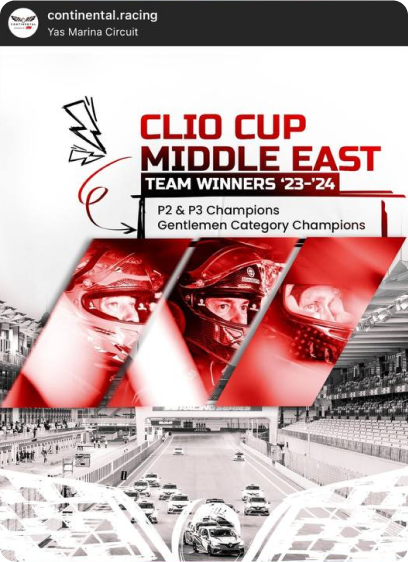 continental.racing
Yas Marina Circuit
CLIO CUP
MIDDLE EAST
TEAM WINNERS ‘23-’24
P2 & P3 Champions
Gentlemen Category Champions